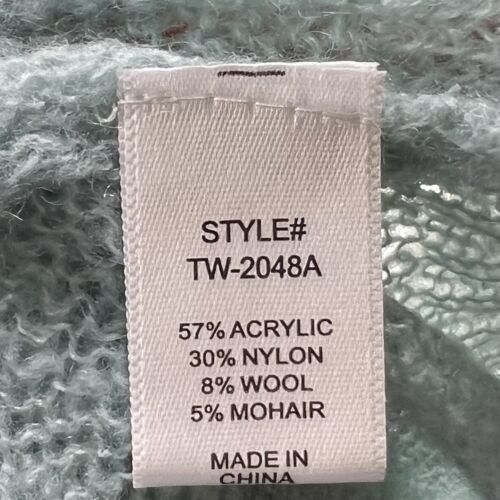 STYLE#
TW-2048A
57% ACRYLIC
30% NYLON
8% WOOL
5% MOHAIR
MADE IN
CHINA